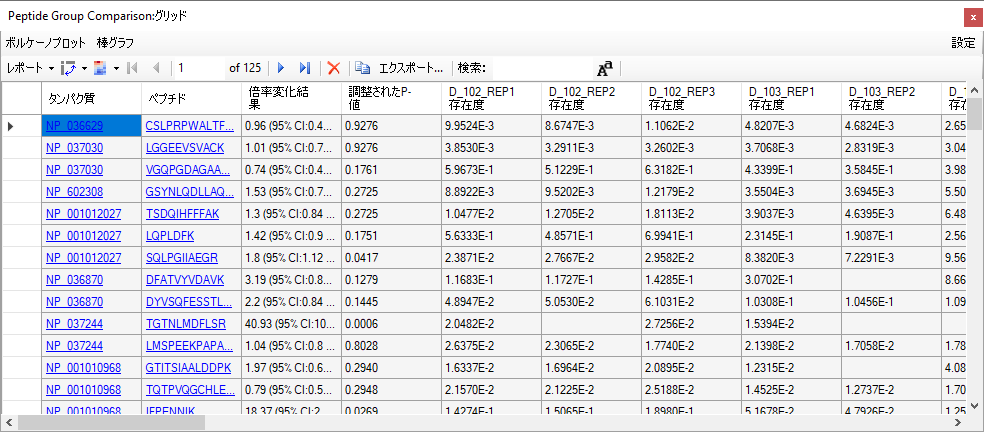 Peptide Group Comparison:グリッド
ボルケーノプロット 棒グラフ 設定
レポート 1 of 125 エクスポート... 検索: Aa
タンパク質 ペプチド 倍率変化結果 調整されたP-値 D_102_REP1 存在度 D_102_REP2 存在度 D_102_REP3 存在度 D_103_REP1 存在度 D_103_REP2 存在度 D_1 存在
NP_036629 CSLPRPWALTF... 0.96 (95% CI:0.4... 0.9276 9.9524E-3 8.6747E-3 1.1062E-2 4.8207E-3 4.6824E-3 2.65
NP_037030 LGGEEVSVACK 1.01 (95% CI:0.7... 0.9276 3.8530E-3 3.2911E-3 3.2602E-3 3.7068E-3 2.8319E-3 3.04
NP_037030 VGQPGDAGAA... 0.74 (95% CI:0.4... 0.1761 5.9673E-1 5.1229E-1 6.3182E-1 4.3399E-1 3.5845E-1 3.98
NP_602308 GSYNLQDLLAQ... 1.53 (95% CI:0.7... 0.2725 8.8922E-3 9.5202E-3 1.2179E-2 3.5504E-3 3.6945E-3 5.50
NP_001012027 TSDQIHFFFAK 1.3 (95% CI:0.84 ... 0.2725 1.0477E-2 1.2705E-2 1.8113E-2 3.9037E-3 4.6395E-3 6.48
NP_001012027 LQPLDFK 1.42 (95% CI:0.9 ... 0.1751 5.6333E-1 4.8571E-1 6.9941E-1 2.3145E-1 1.9087E-1 2.56
NP_001012027 SQLPGIIAEGR 1.8 (95% CI:1.12 ... 0.0417 2.3871E-2 2.7667E-2 2.9582E-2 8.3820E-3 7.2291E-3 9.56
NP_036870 DFATVYVDAVK 3.19 (95% CI:0.8... 0.1279 1.1683E-1 1.1727E-1 1.4285E-1 3.0702E-1 8.66
NP_036870 DYVSQFESSTL... 2.2 (95% CI:0.84 ... 0.1445 4.8947E-2 5.0530E-2 6.1031E-2 1.0308E-1 1.0456E-1 1.09
NP_037244 TGTNLMDFLSR 40.93 (95% CI:10... 0.0006 2.0482E-2 2.7256E-2 1.5394E-2
NP_037244 LMSPEEKPAPA... 1.04 (95% CI:0.8... 0.8028 2.6375E-2 2.3065E-2 1.7740E-2 2.1398E-2 1.7058E-2 1.78
NP_001010968 GTITSIAALDDPK 1.97 (95% CI:0.6... 0.2940 1.6337E-2 1.6964E-2 2.0895E-2 1.2315E-2 4.08
NP_001010968 TQTPVQGCHLE... 0.79 (95% CI:0.5... 0.2948 2.1570E-2 2.1225E-2 2.5188E-2 1.4525E-2 1.2737E-2 1.70
NP_001010968 IFPENNIK 18.37 (95% CI:2... 0.0269 1.4274E-1 1.5065E-1 1.8980E-1 5.1678E-2 4.7926E-2 1.25